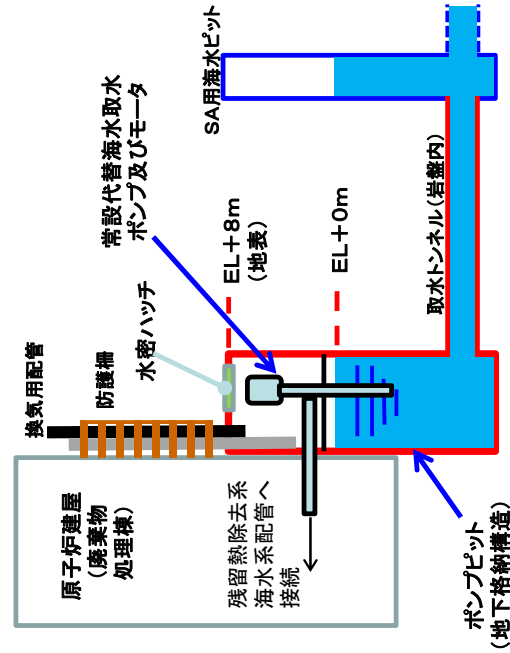 換気用配管
防護柵
水密ハッチ
常設代替海水取水
ポンプ及びモータ
SA用海水ピット
原子炉建屋
(廃棄物
処理棟)
EL+8m
(地表)
EL+0m
残留熱除去系
海水系配管へ
接続
取水トンネル(岩盤内)
ポンプピット
(地下格納構造)